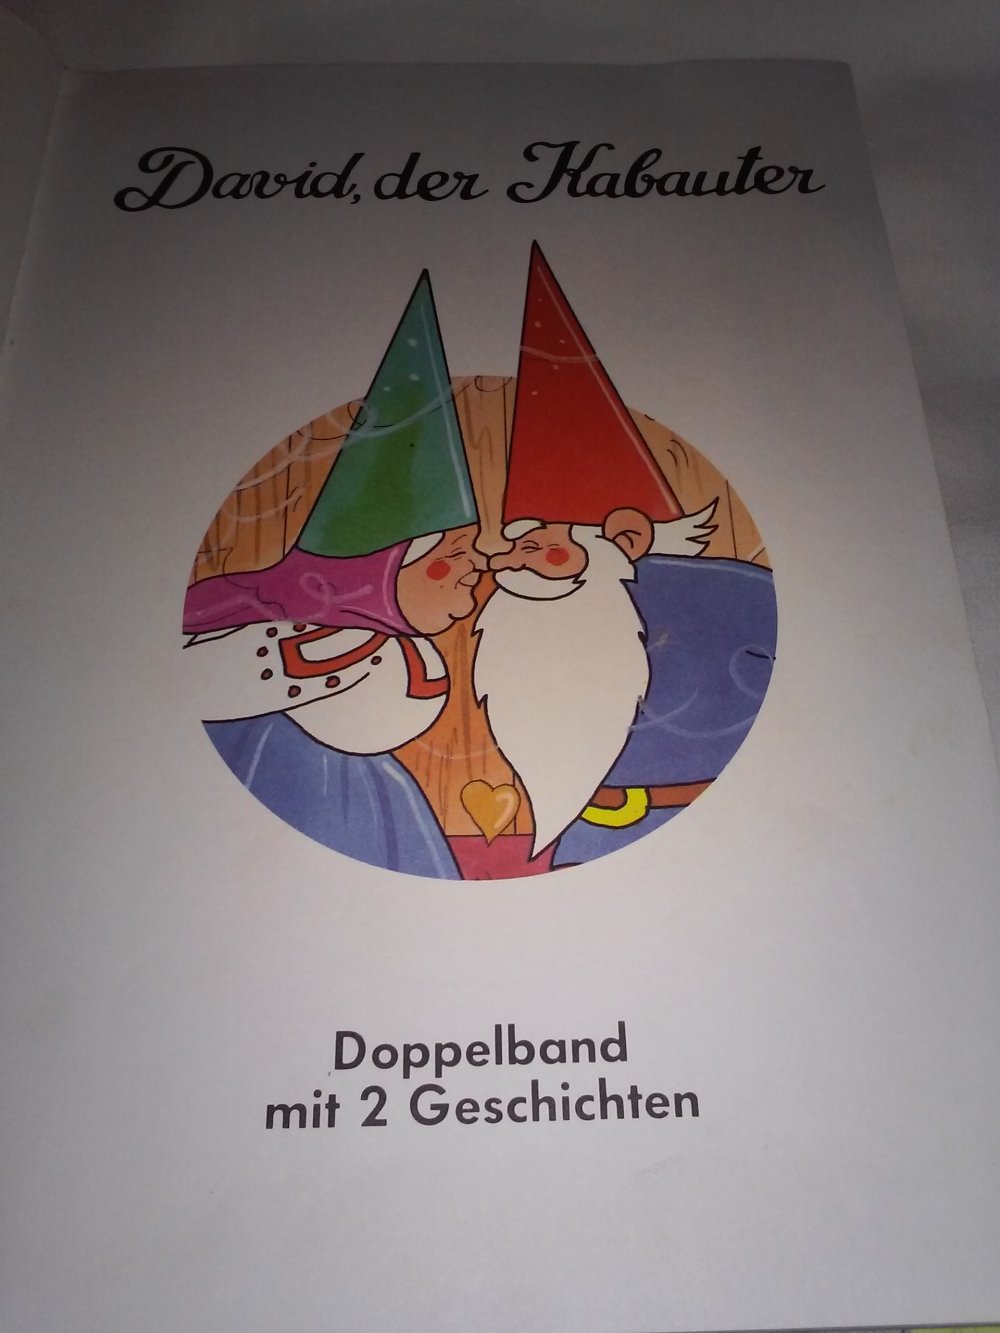 David, der Kabauter
Doppelband
mit 2 Geschichten